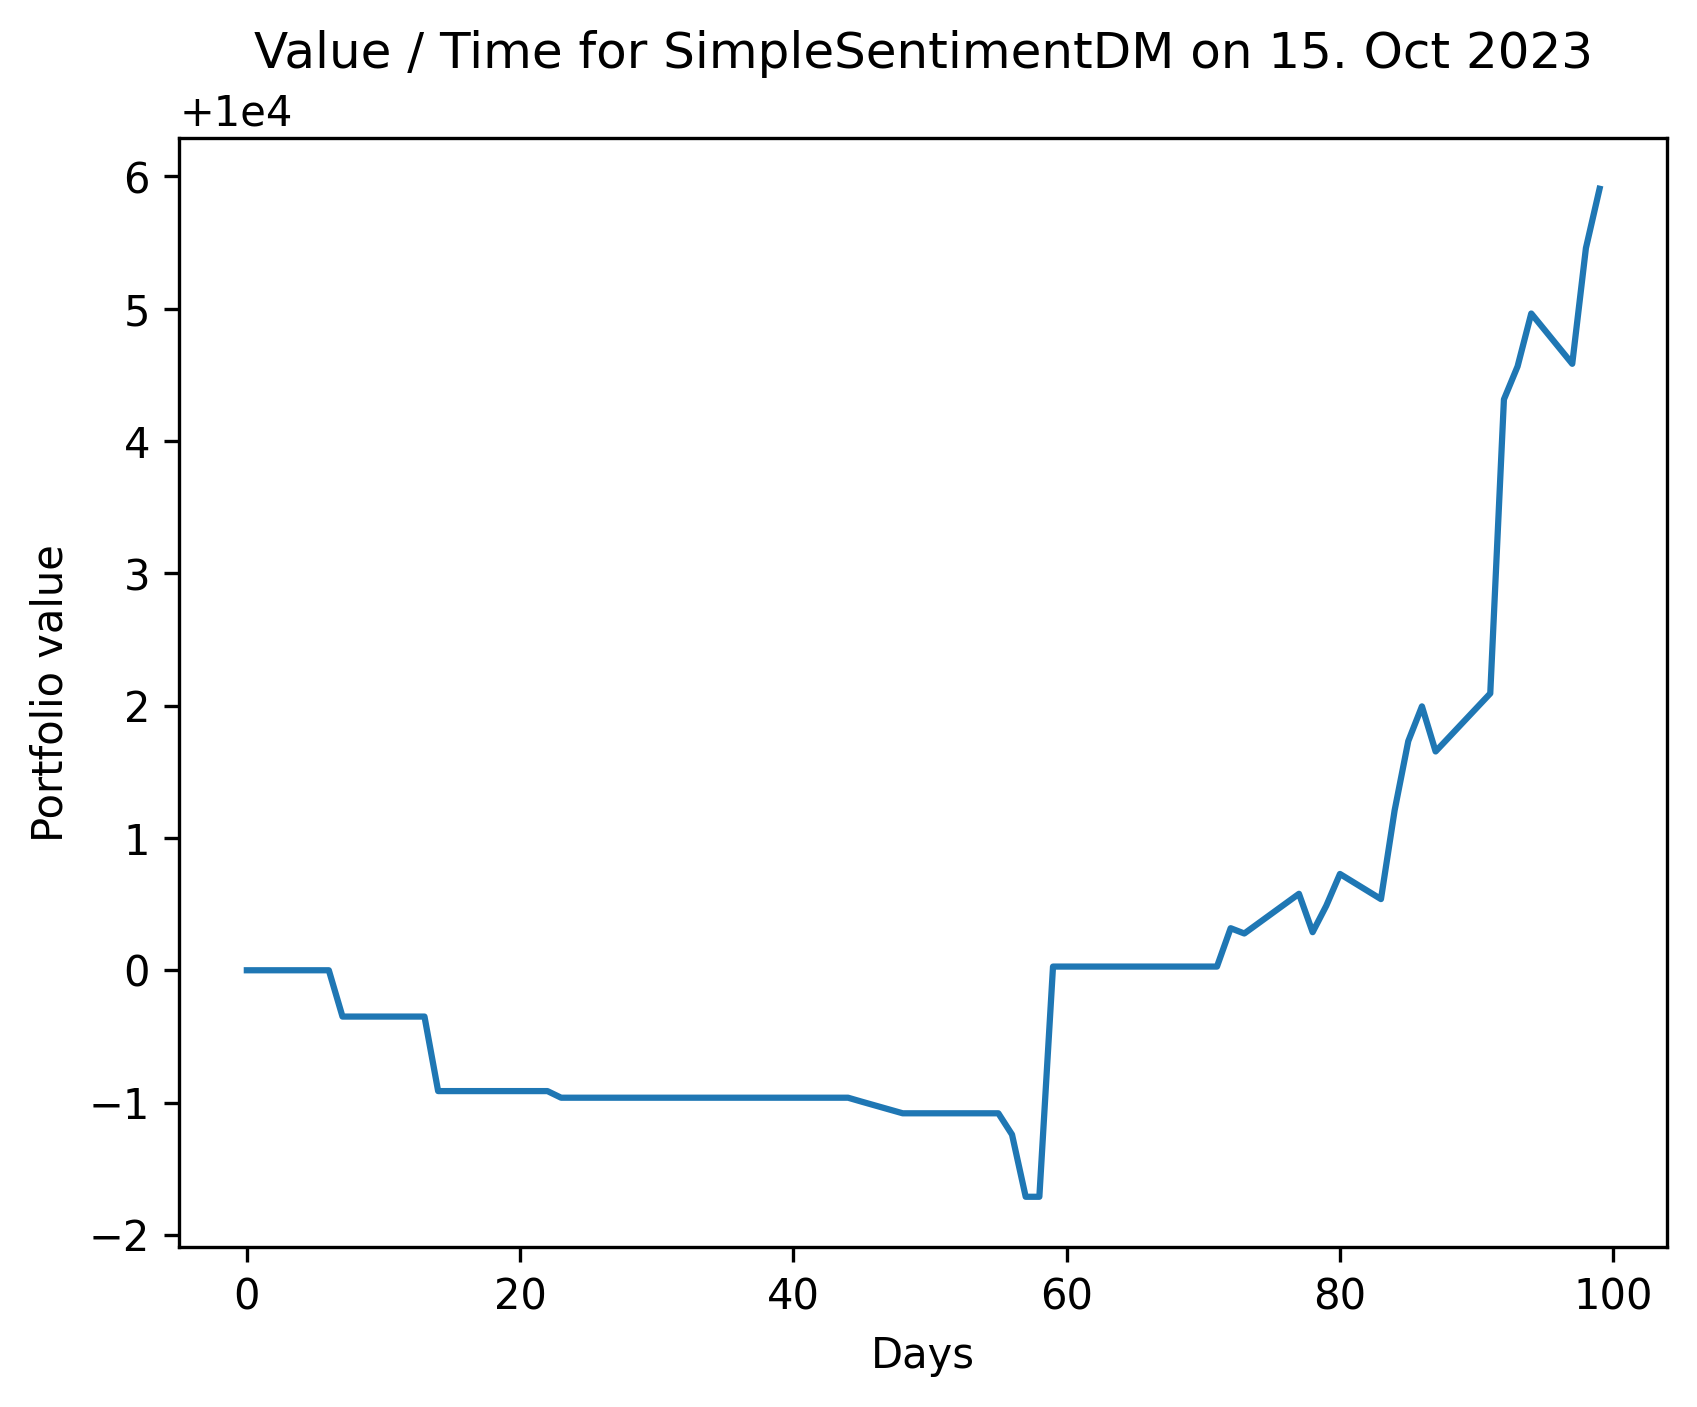 Value / Time for SimpleSentimentDM on 15. Oct 2023
+1e4
6
5
4
3
2
1
0
−1
−2
Portfolio value
0 20 40 60 80 100
Days